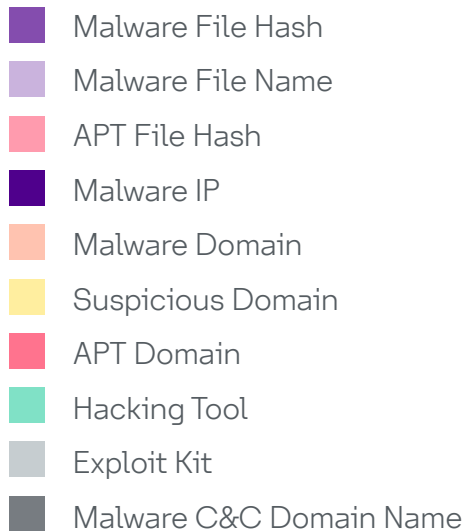 Malware File Hash
Malware File Name
APT File Hash
Malware IP
Malware Domain
Suspicious Domain
APT Domain
Hacking Tool
Exploit Kit
Malware C&C Domain Name